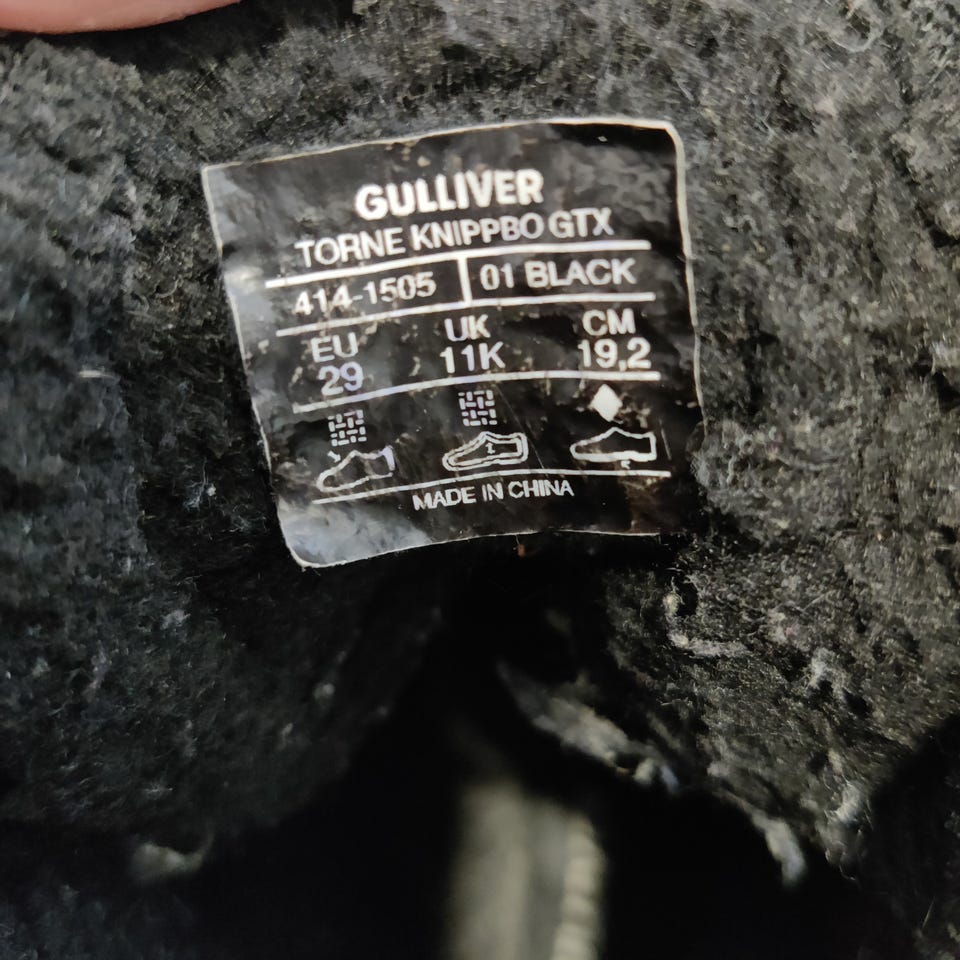 GULLIVER
TORNE KNIPPBO GTX
414-1505 01 BLACK
EU UK CM
29 11K 19,2
MADE IN CHINA